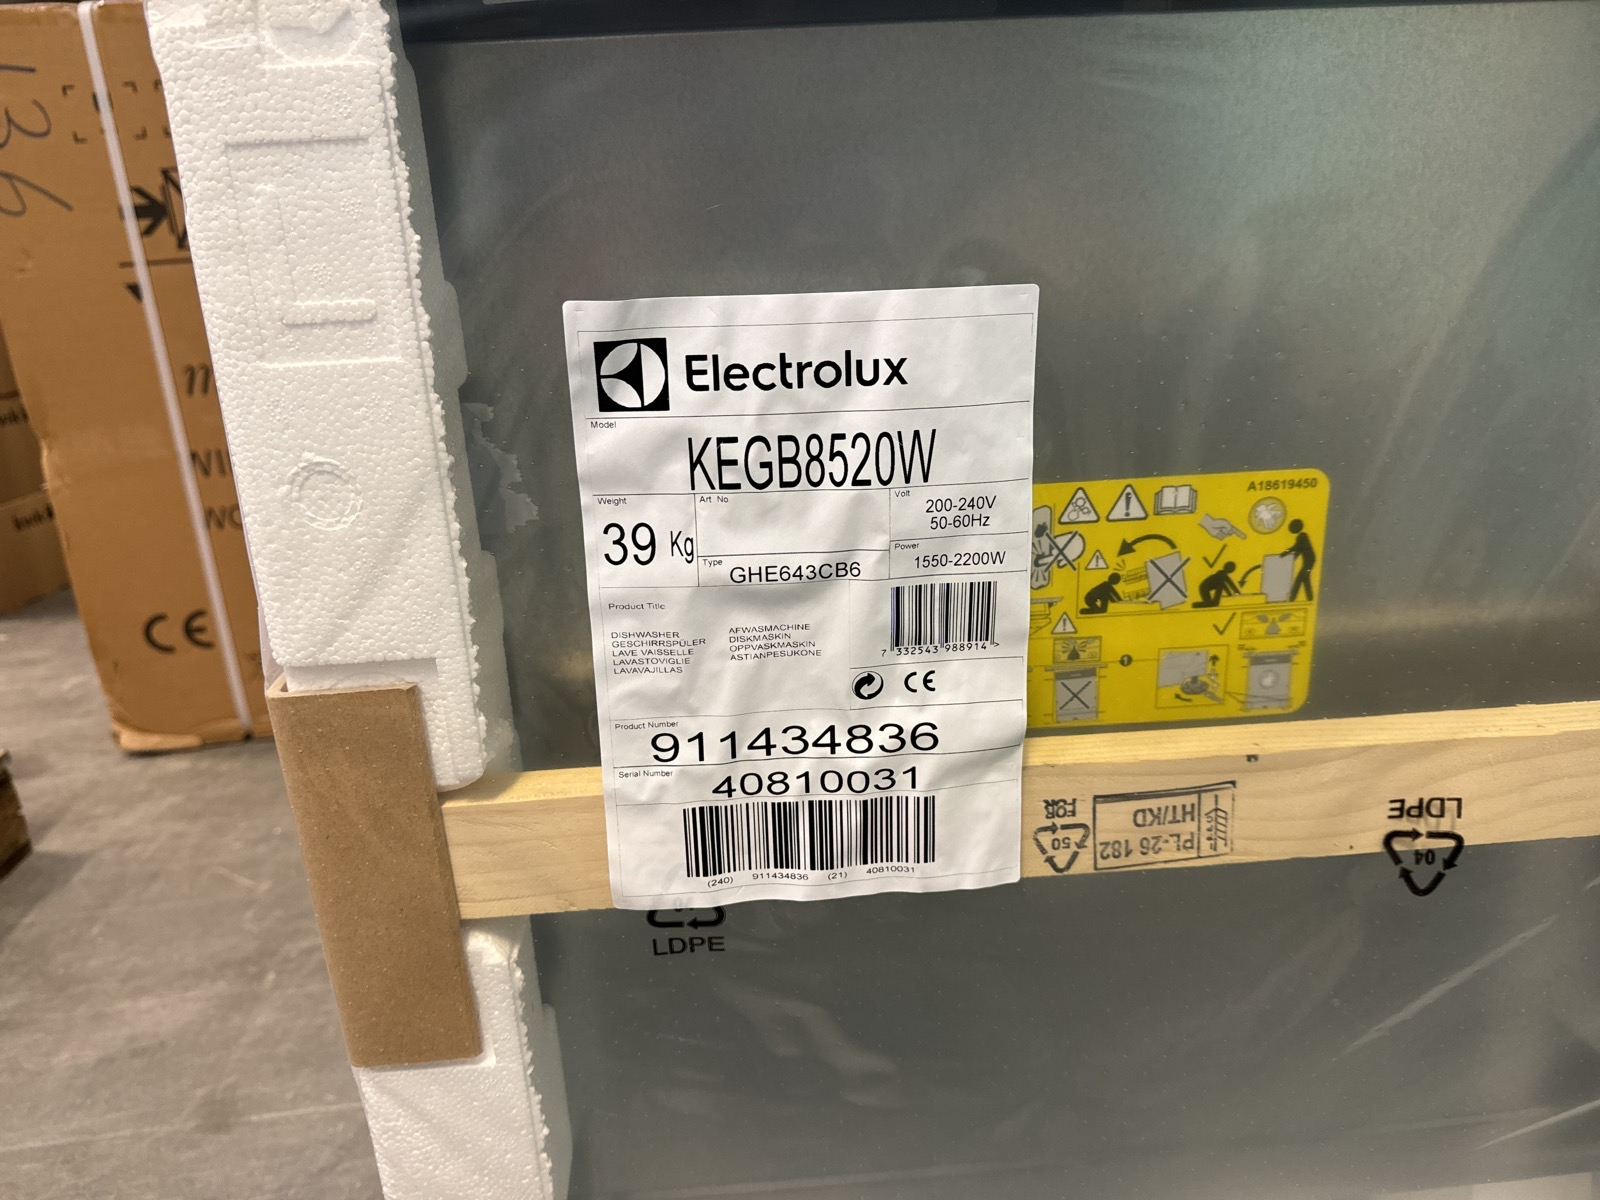 136
CE
Electrolux
Model
KEGB8520W
Weight
39 Kg
Art No
Type
GHE643CB6
Volt
200-240V
50-60Hz
Power
1550-2200W
Product Title
DISHWASHER
GESCHIRRSPÜLER
LAVE VAISSELLE
LAVASTOVIGLIE
LAVAVAJILLAS
AFWASMACHINE
DISKMASKIN
OPPVASKMASKIN
ASTIANPESUKONE
7 332543 988914 >
CE
Product Number
911434836
Serial Number
40810031
(240) 911434836 (21) 40810031
A18619450
1
FOR
50
HT/KD
PL-26 182
LDPE
04
LDPE